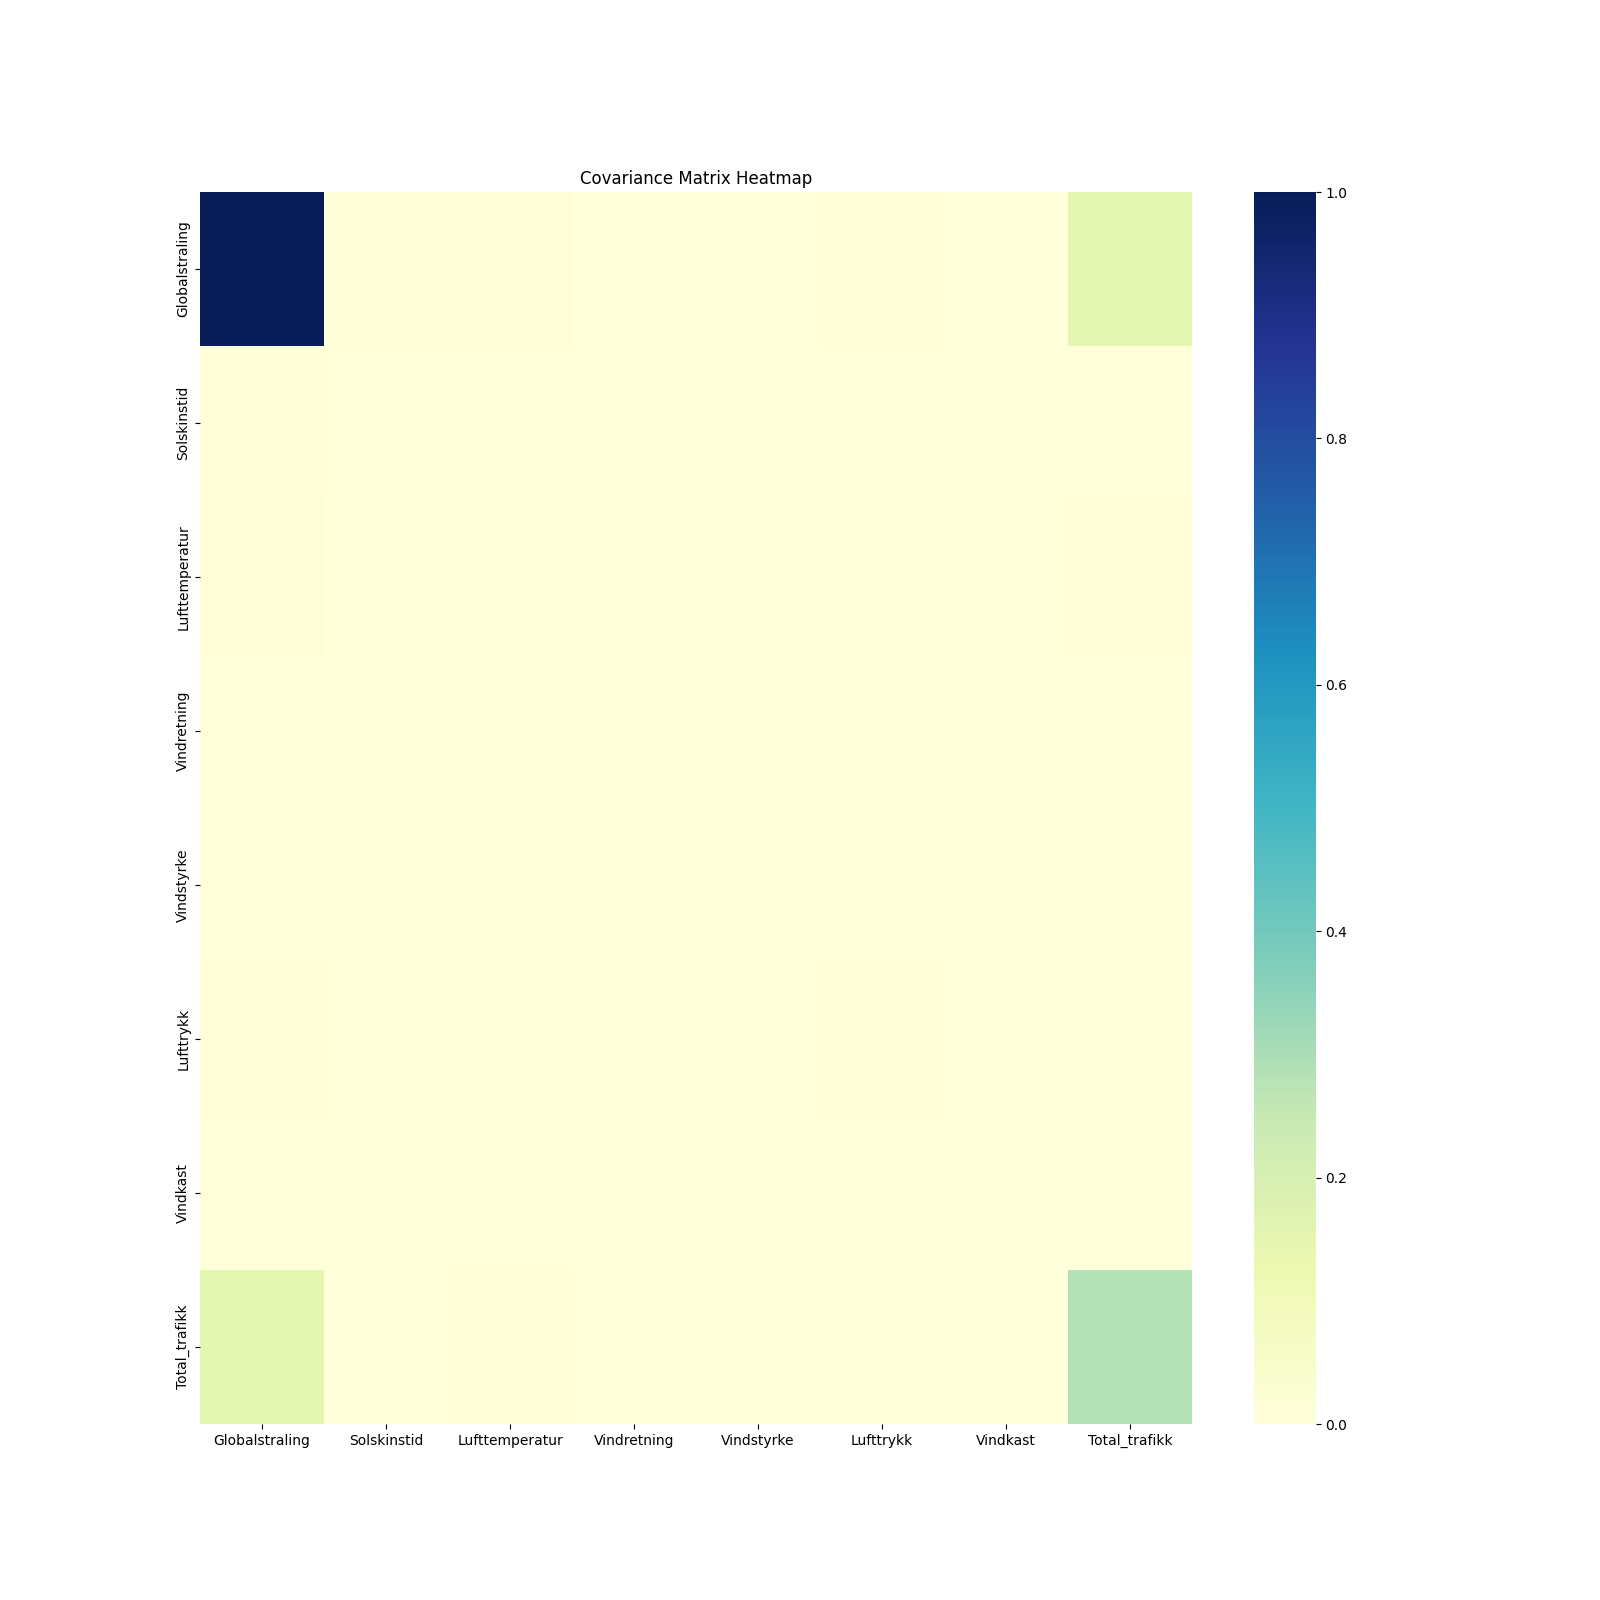 Covariance Matrix Heatmap
Globalstraling
Solskinstid
Lufttemperatur
Vindretning
Vindstyrke
Lufttrykk
Vindkast
Total_trafikk
Globalstraling Solskinstid Lufttemperatur Vindretning Vindstyrke Lufttrykk Vindkast Total_trafikk
1.0
0.8
0.6
0.4
0.2
0.0